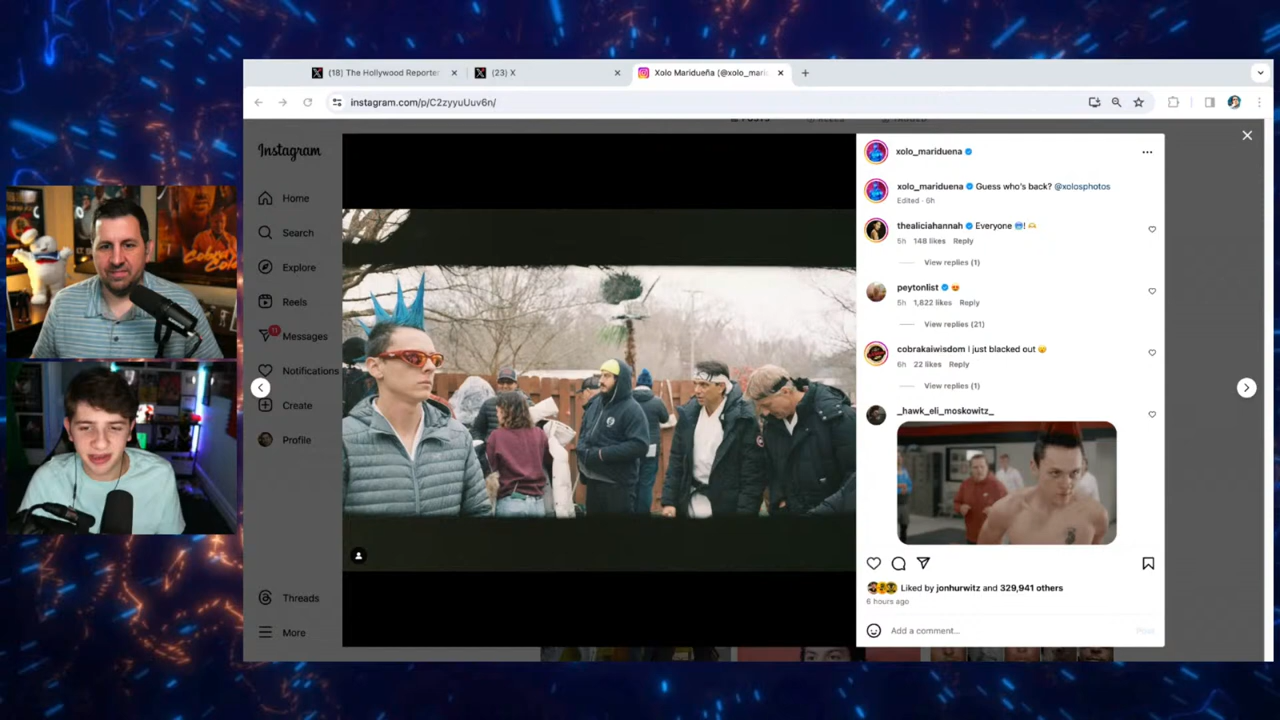 (18) The Hollywood Reporter
(23) X
Xolo Maridueña (@xolo_mari
instagram.com/p/C2zyyuUuv6n/
Instagram
Home
Search
Explore
Reels
11
Messages
Notifications
Create
Profile
Threads
More
xolo_mariduena
xolo_mariduena Guess who's back? @xolosphotos
Edited · 6h
thealiciahannah Everyone 🥶! 🫶
5h 148 likes Reply
View replies (1)
peytonlist 😍
5h 1,822 likes Reply
View replies (21)
cobrakaiwisdom I just blacked out
6h 22 likes Reply
View replies (1)
_hawk_eli_moskowitz_
Liked by jonhurwitz and 329,941 others
6 hours ago
Add a comment...
Post